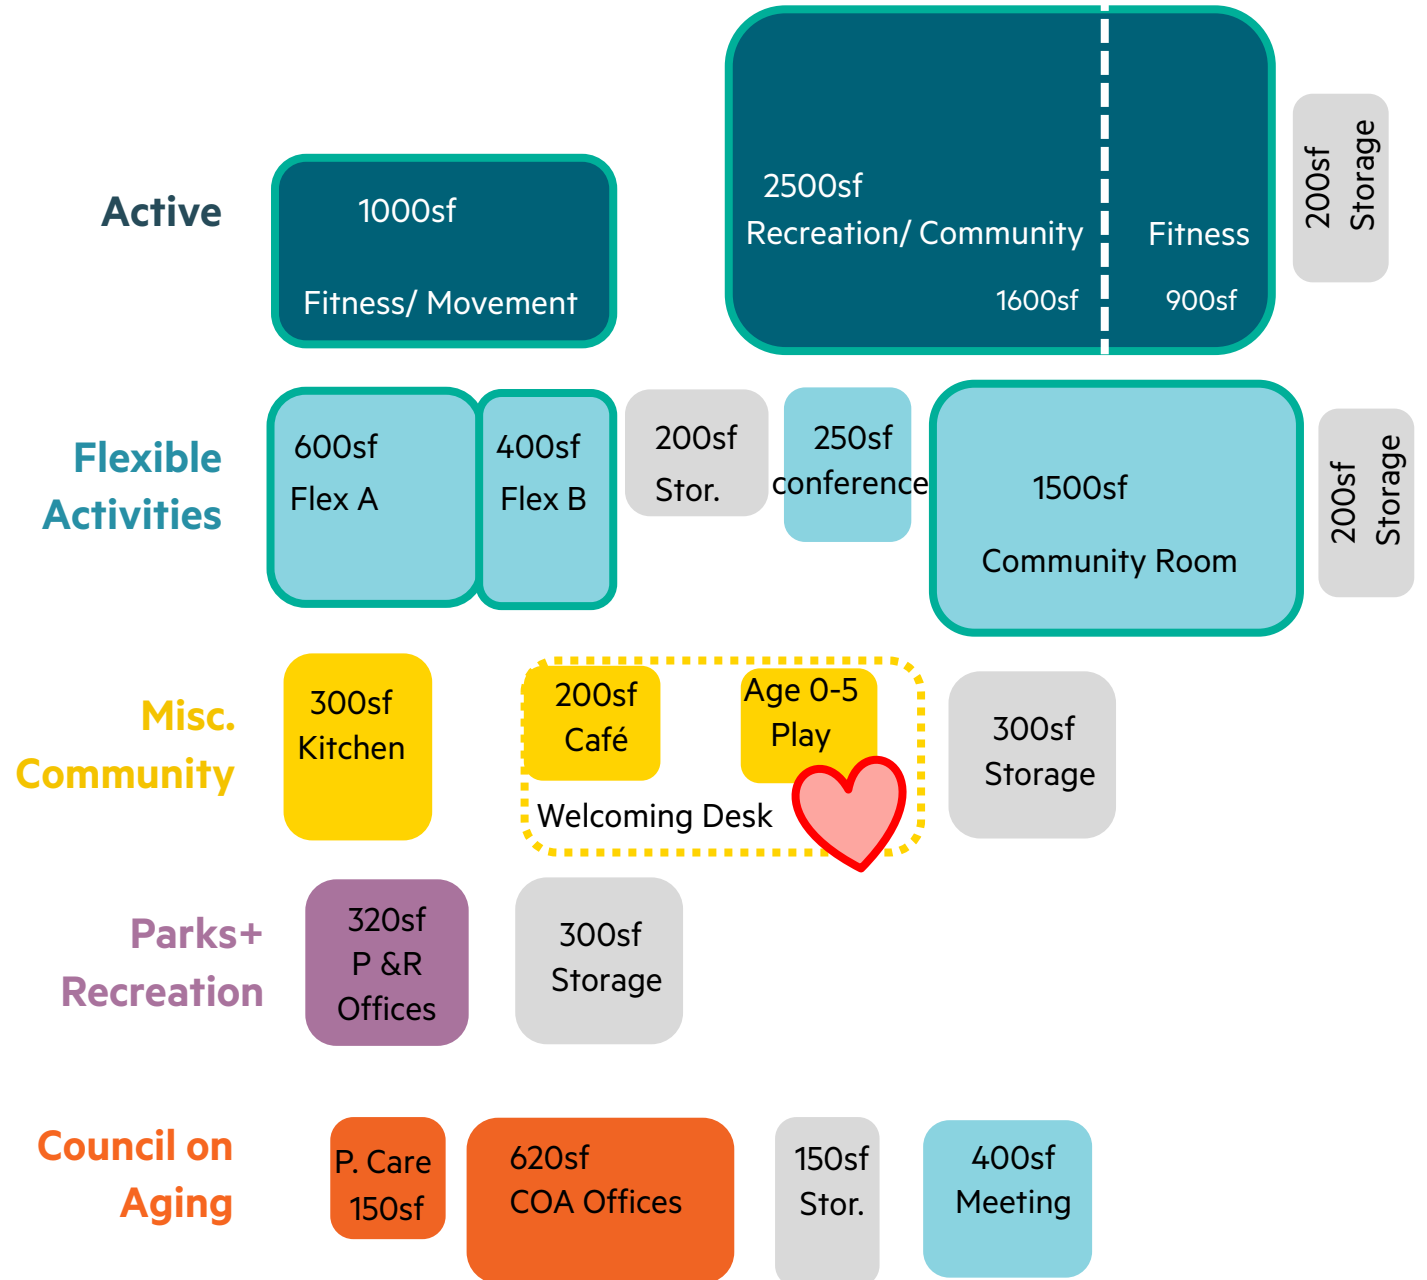 Active
1000sf
Fitness/ Movement
2500sf
Recreation/ Community
1600sf
Fitness
900sf
200sf
Storage
Flexible
Activities
600sf
Flex A
400sf
Flex B
200sf
Stor.
250sf
conference
1500sf
Community Room
200sf
Storage
Misc.
Community
300sf
Kitchen
200sf
Café
Age 0-5
Play
Welcoming Desk
300sf
Storage
Parks+
Recreation
320sf
P &R
Offices
300sf
Storage
Council on
Aging
P. Care
150sf
620sf
COA Offices
150sf
Stor.
400sf
Meeting